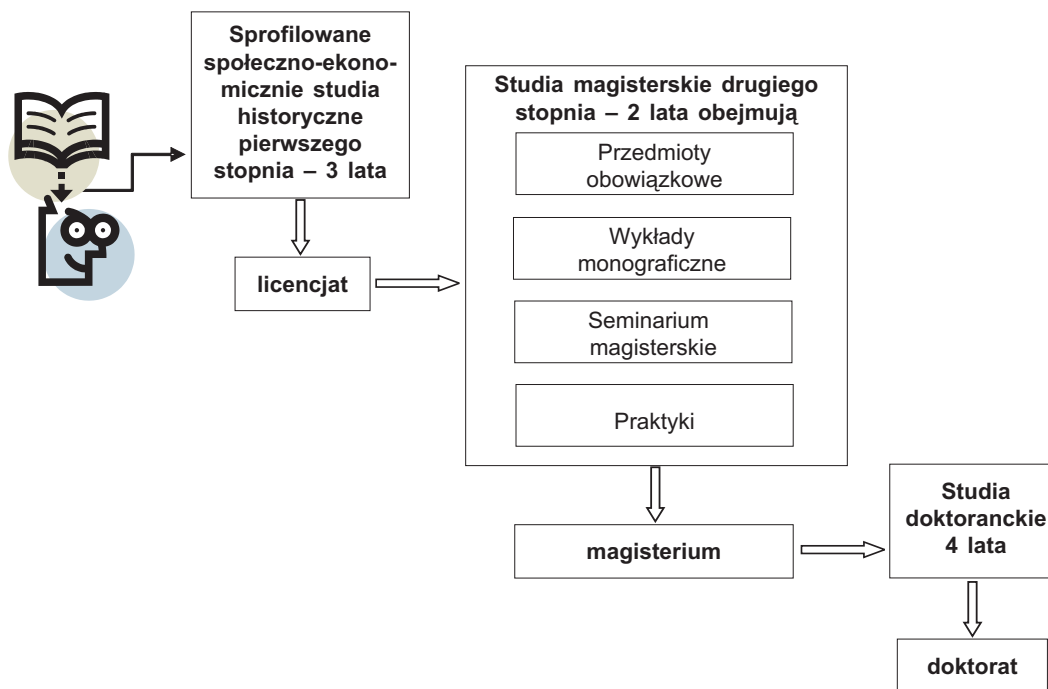 Sprofilowane
społeczno-ekono-
micznie studia
historyczne
pierwszego
stopnia – 3 lata
licencjat
Studia magisterskie drugiego
stopnia – 2 lata obejmują
Przedmioty
obowiązkowe
Wykłady
monograficzne
Seminarium
magisterskie
Praktyki
magisterium
Studia
doktoranckie
4 lata
doktorat